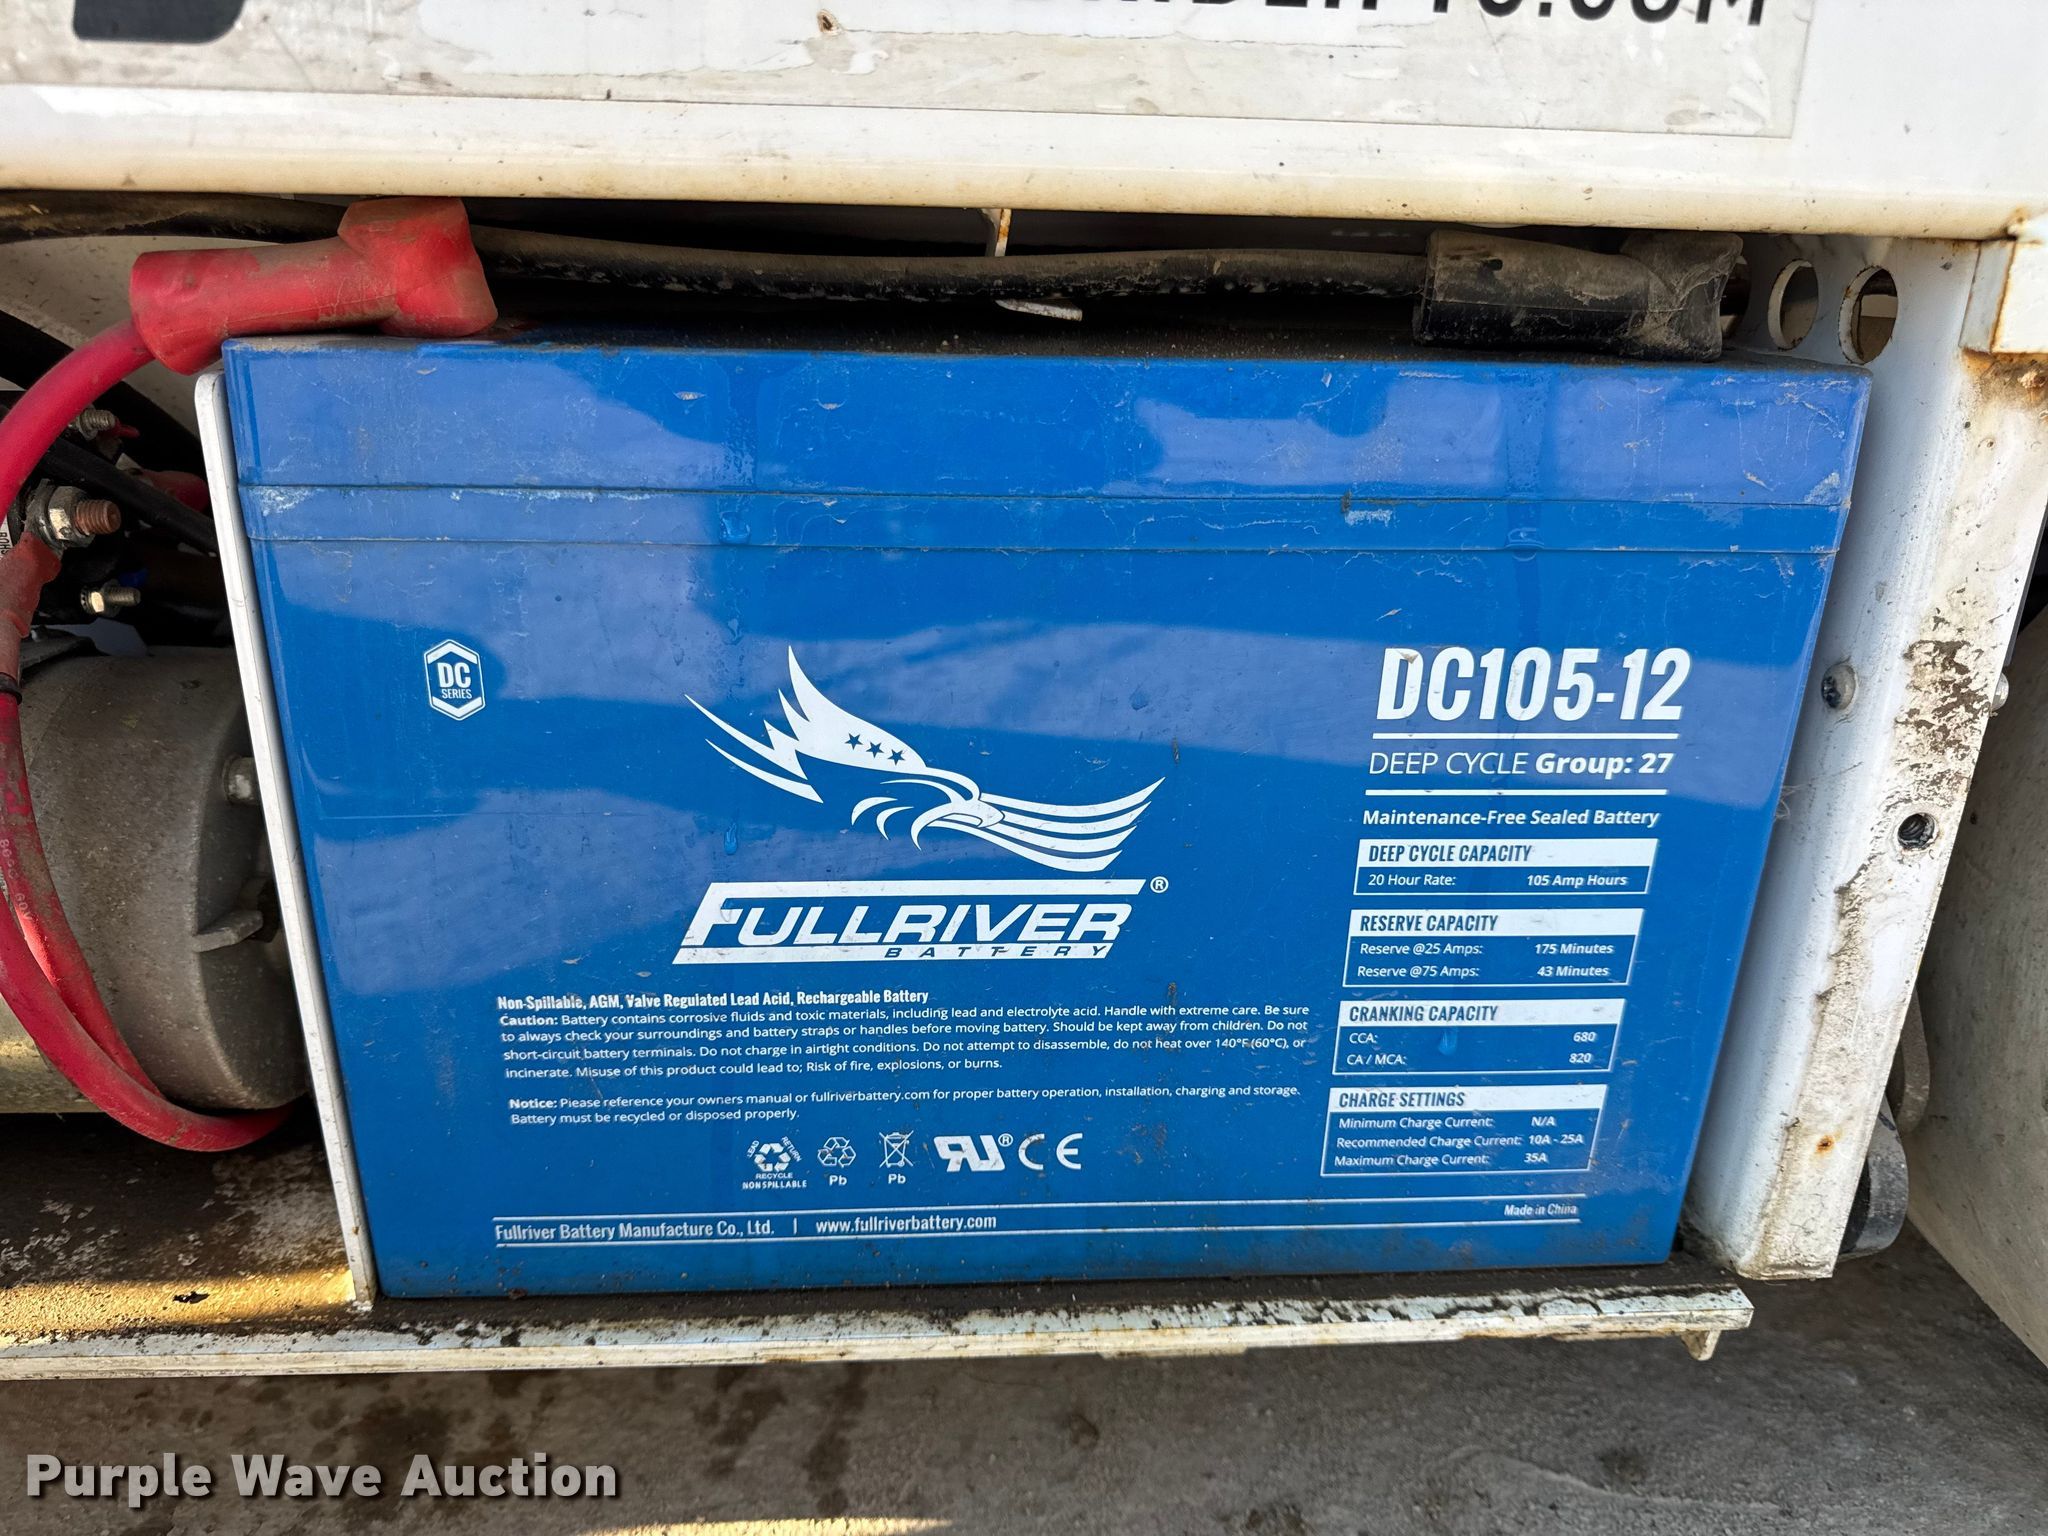 DC
SERIES
FULLRIVER®
BATTERY
DC105-12
DEEP CYCLE Group: 27
Maintenance-Free Sealed Battery
DEEP CYCLE CAPACITY
20 Hour Rate: 105 Amp Hours
RESERVE CAPACITY
Reserve @25 Amps: 175 Minutes
Reserve @75 Amps: 43 Minutes
CRANKING CAPACITY
CCA: 680
CA / MCA: 820
CHARGE SETTINGS
Minimum Charge Current: N/A
Recommended Charge Current: 10A - 25A
Maximum Charge Current: 35A
Non-Spillable, AGM, Valve Regulated Lead Acid, Rechargeable Battery
Caution: Battery contains corrosive fluids and toxic materials, including lead and electrolyte acid. Handle with extreme care. Be sure
to always check your surroundings and battery straps or handles before moving battery. Should be kept away from children. Do not
short-circuit battery terminals. Do not charge in airtight conditions. Do not attempt to disassemble, do not heat over 140°F(60°C), or
incinerate. Misuse of this product could lead to; Risk of fire, explosions, or burns.
Notice: Please reference your owners manual or fullriverbattery.com for proper battery operation, installation, charging and storage.
Battery must be recycled or disposed properly.
LEAD RETURN
RECYCLE
NONSPILLABLE
Pb
Pb
® CE
Fullriver Battery Manufacture Co., Ltd. | www.fullriverbattery.com
Made in China
Purple Wave Auction